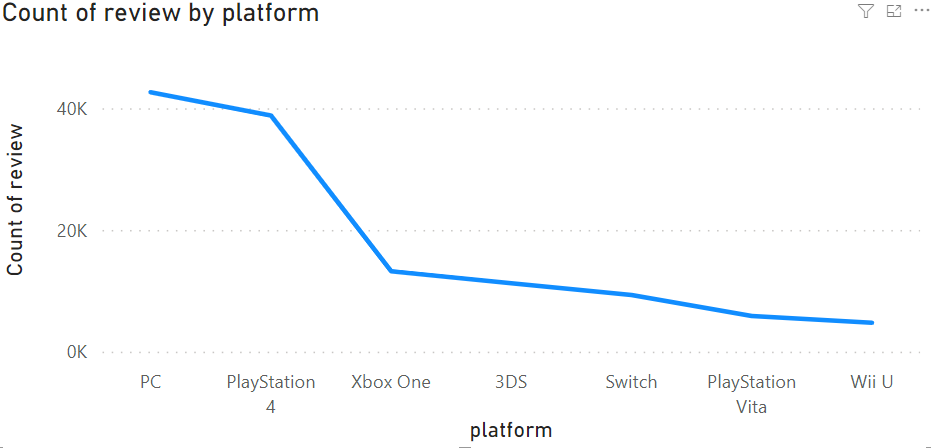 Count of review by platform
Count of review
40K
20K
0K
PC
PlayStation
4
Xbox One
3DS
Switch
PlayStation
Vita
Wii U
platform